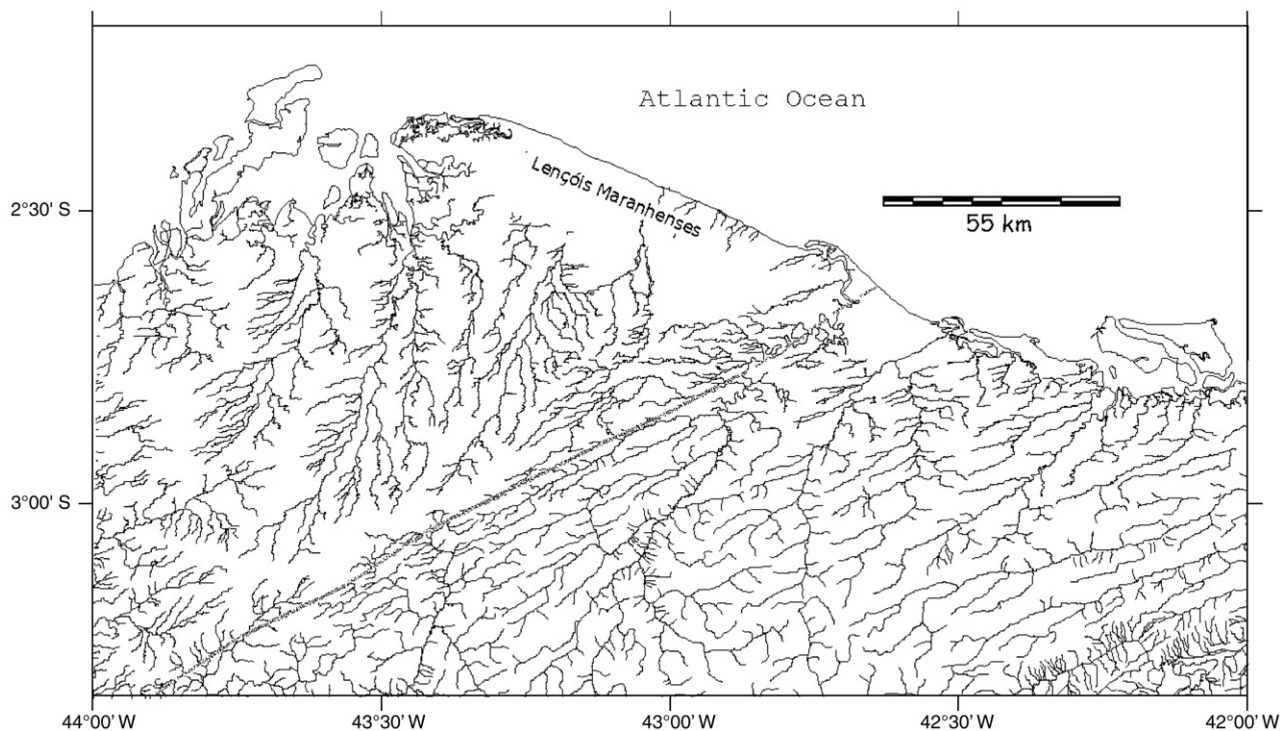 Atlantic Ocean
Lençóis Maranhenses
2°30' S
55 km
3°00' S
44°00' W
43°30' W
43°00' W
42°30' W
42°00' W